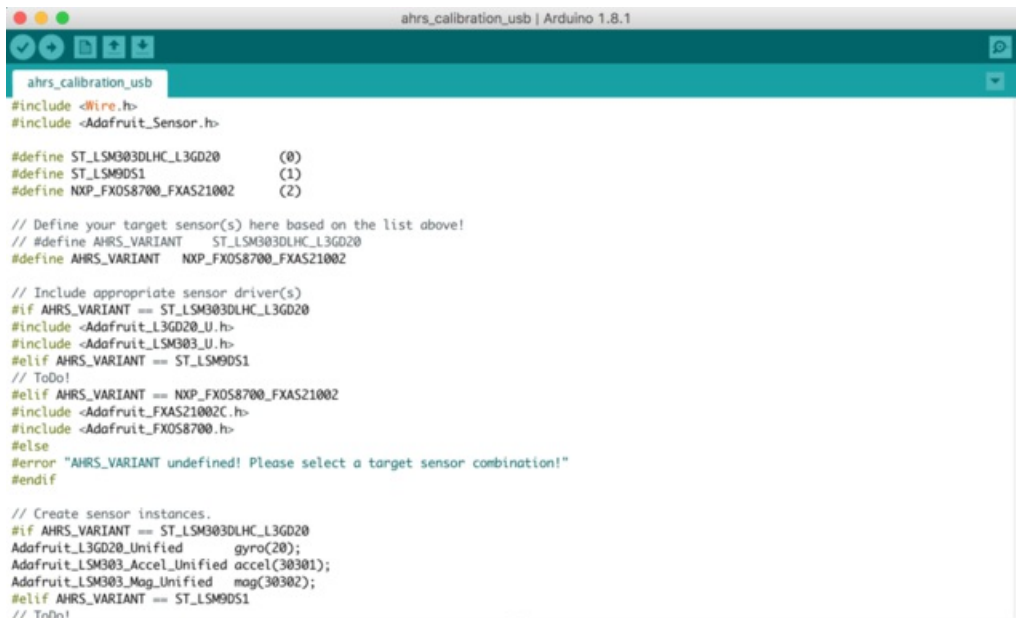 ahrs_calibration_usb | Arduino 1.8.1
ahrs_calibration_usb
#include <Wire.h>
#include <Adafruit_Sensor.h>
#define ST_LSM303DLHC_L3GD20 (0)
#define ST_LSM9DS1 (1)
#define NXP_FXOS8700_FXAS21002 (2)
// Define your target sensor(s) here based on the list above!
// #define AHRS_VARIANT ST_LSM303DLHC_L3GD20
#define AHRS_VARIANT NXP_FXOS8700_FXAS21002
// Include appropriate sensor driver(s)
#if AHRS_VARIANT == ST_LSM303DLHC_L3GD20
#include <Adafruit_L3GD20_U.h>
#include <Adafruit_LSM303_U.h>
#elif AHRS_VARIANT == ST_LSM9DS1
// ToDo!
#elif AHRS_VARIANT == NXP_FXOS8700_FXAS21002
#include <Adafruit_FXAS21002C.h>
#include <Adafruit_FXOS8700.h>
#else
#error "AHRS_VARIANT undefined! Please select a target sensor combination!"
#endif
// Create sensor instances.
#if AHRS_VARIANT == ST_LSM303DLHC_L3GD20
Adafruit_L3GD20_Unified gyro(20);
Adafruit_LSM303_Accel_Unified accel(30301);
Adafruit_LSM303_Mag_Unified mag(30302);
#elif AHRS_VARIANT == ST_LSM9DS1
// ToDo!